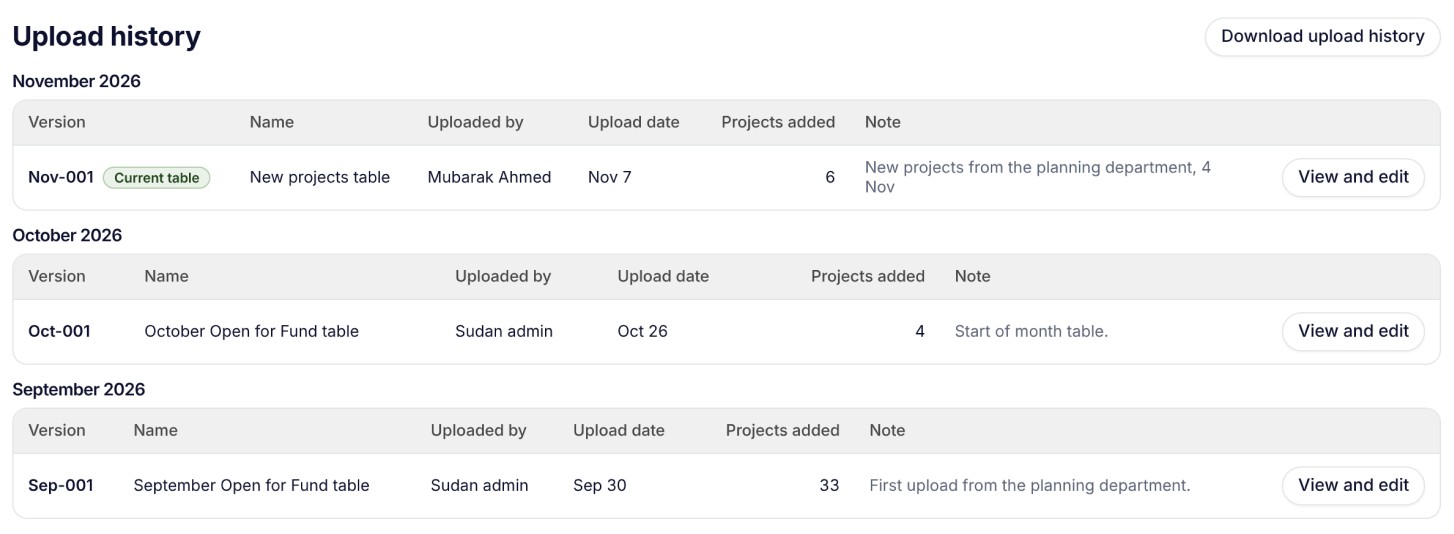 Upload history
Download upload history
November 2026
Version Name Uploaded by Upload date Projects added Note
Nov-001 Current table New projects table Mubarak Ahmed Nov 7 6 New projects from the planning department, 4
Nov
View and edit
October 2026
Version Name Uploaded by Upload date Projects added Note
Oct-001 October Open for Fund table Sudan admin Oct 26 4 Start of month table. View and edit
September 2026
Version Name Uploaded by Upload date Projects added Note
Sep-001 September Open for Fund table Sudan admin Sep 30 33 First upload from the planning department. View and edit